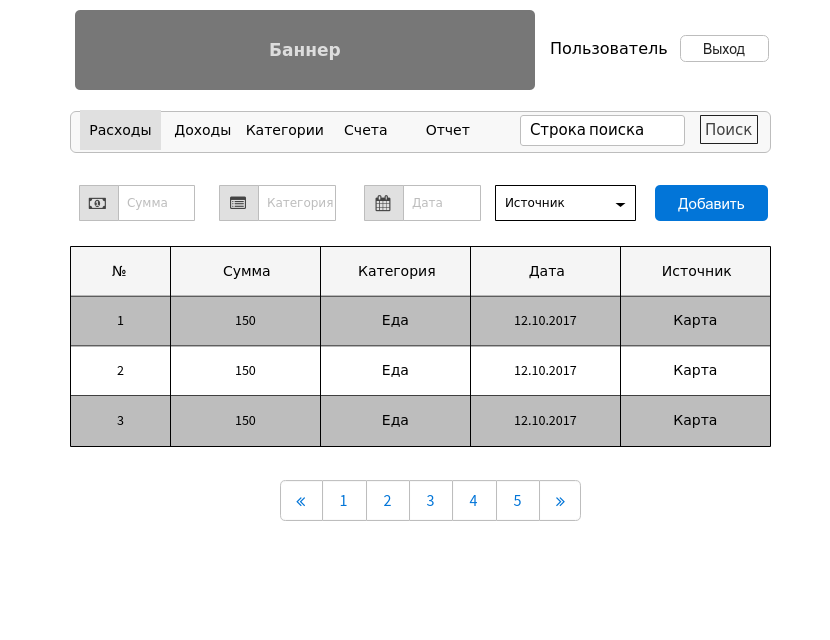 Баннер
Пользователь Выход
Расходы Доходы Категории Счета Отчет Строка поиска Поиск
Сумма Категория Дата Источник Добавить
№ Сумма Категория Дата Источник
1 150 Еда 12.10.2017 Карта
2 150 Еда 12.10.2017 Карта
3 150 Еда 12.10.2017 Карта
« 1 2 3 4 5 »